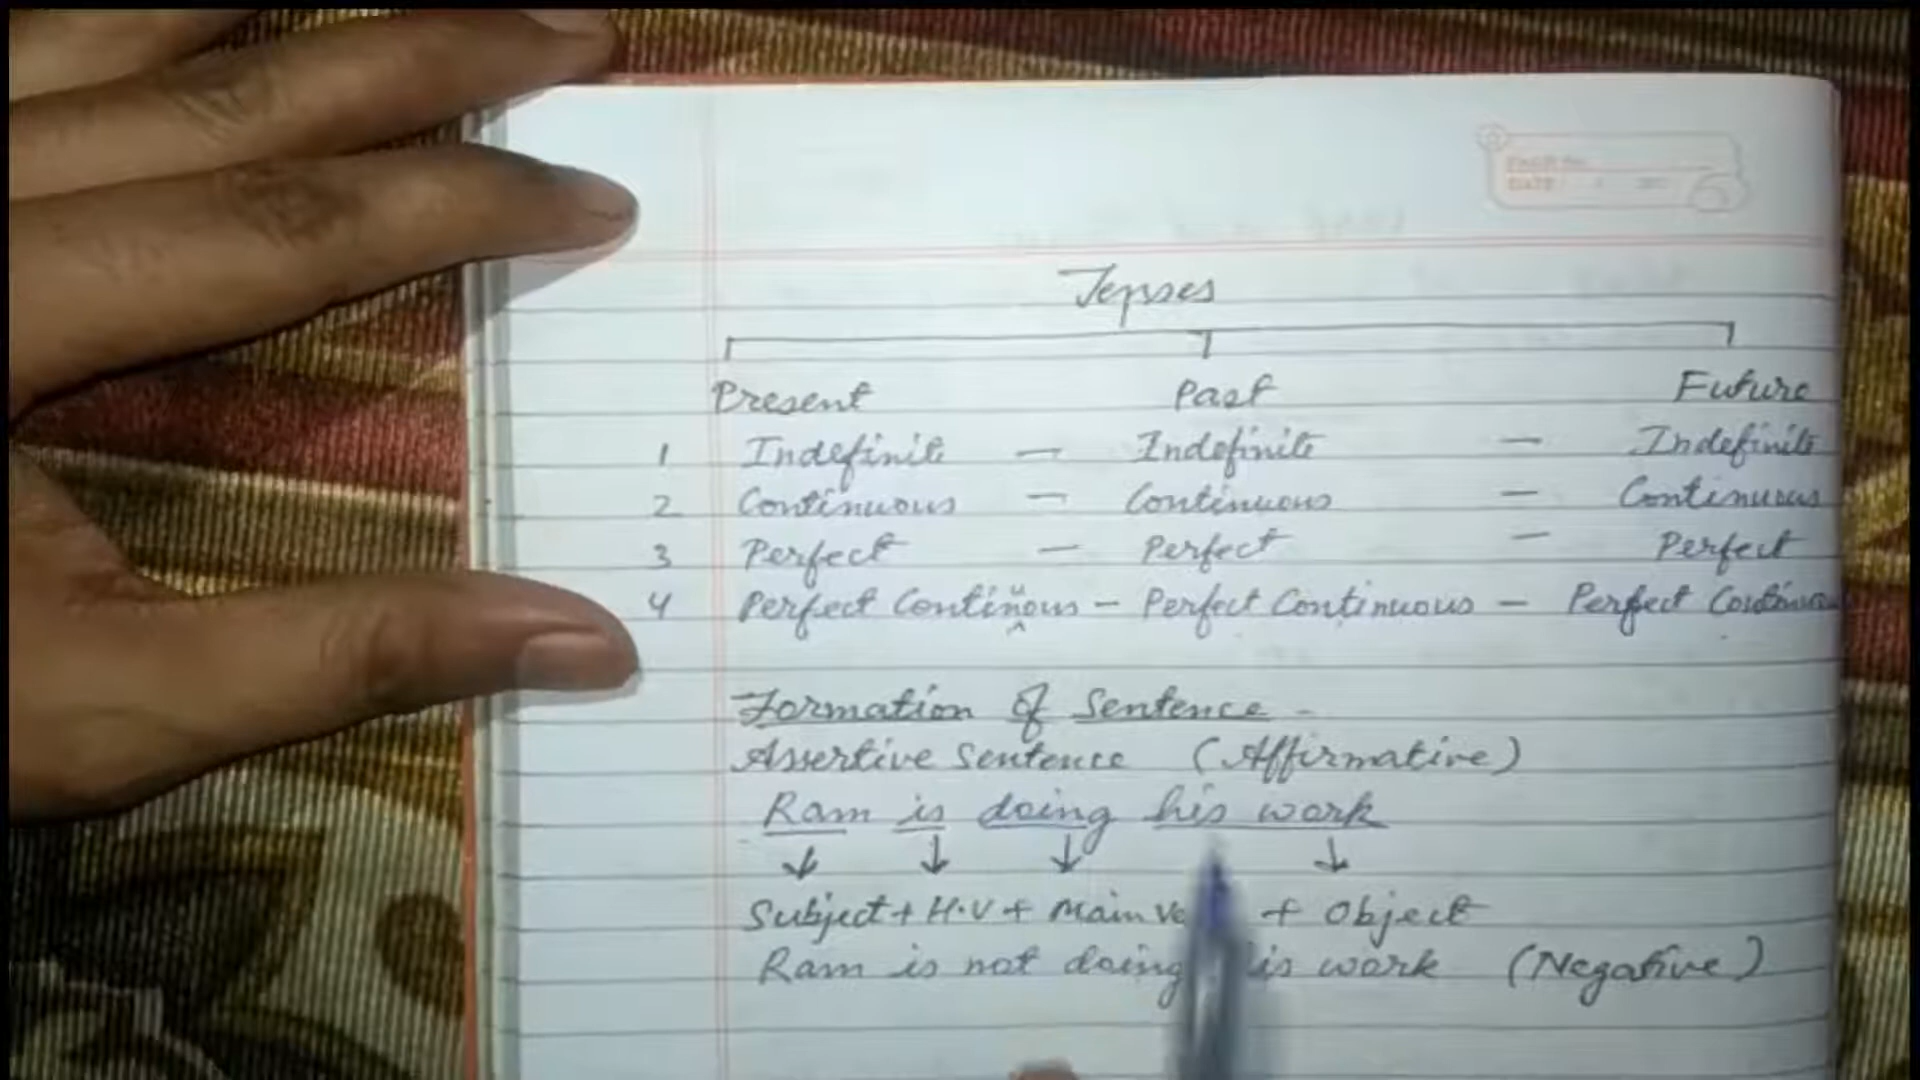 Tenses
Present Past Future
1 Indefinite — Indefinite — Indefinite
2 Continuous — Continuous — Continuous
3 Perfect — Perfect — Perfect
4 Perfect Continuous — Perfect Continuous — Perfect
Formation of Sentence -
Assertive Sentence (Affirmative)
Ram is doing his work
Subject + H.V + Main + Object
Ram is not doing work (Negative)